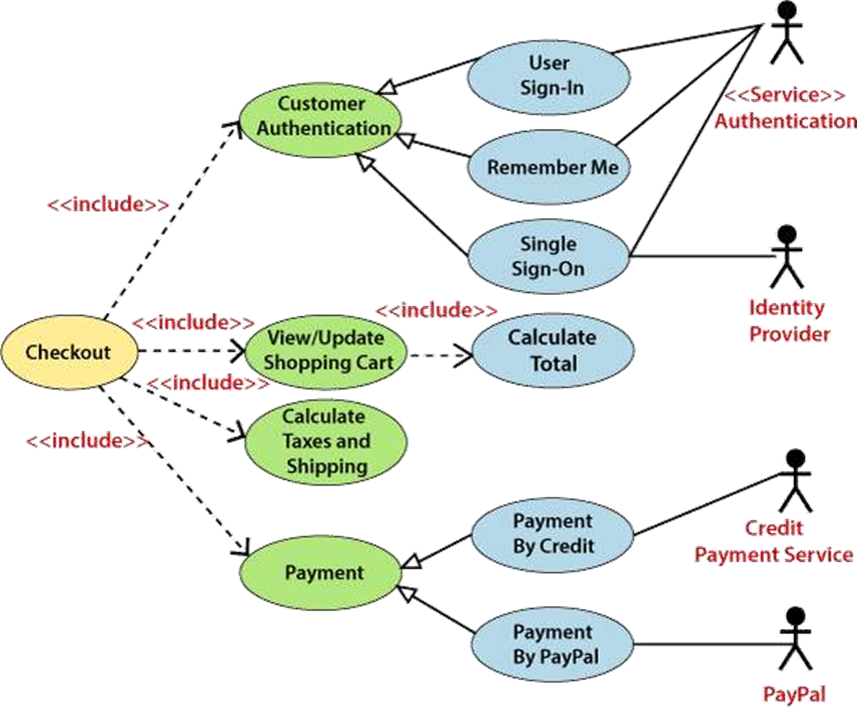 User
Sign-In
<<Service>>
Authentication
Customer
Authentication
Remember Me
<<include>>
Single
Sign-On
Identity
Provider
<<include>>
<<include>>
Checkout
View/Update
Shopping Cart
Calculate
Total
<<include>>
Calculate
Taxes and
Shipping
<<include>>
Payment
By Credit
Credit
Payment Service
Payment
Payment
By PayPal
PayPal